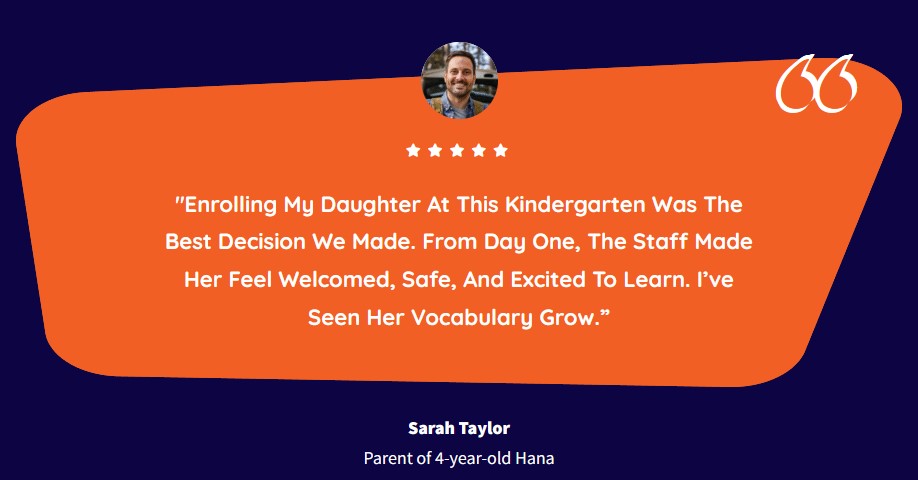 "Enrolling My Daughter At This Kindergarten Was The
Best Decision We Made. From Day One, The Staff Made
Her Feel Welcomed, Safe, And Excited To Learn. I’ve
Seen Her Vocabulary Grow.”
Sarah Taylor
Parent of 4-year-old Hana